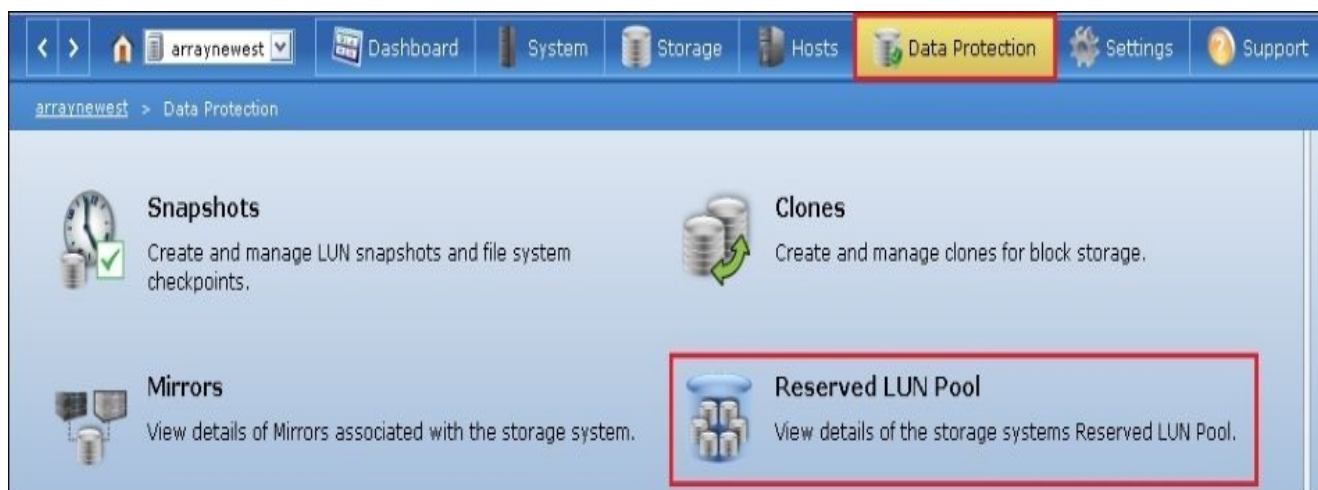 arraynewest Dashboard System Storage Hosts Data Protection Settings Support
arraynewest > Data Protection
Snapshots
Create and manage LUN snapshots and file system
checkpoints.
Clones
Create and manage clones for block storage.
Mirrors
View details of Mirrors associated with the storage system.
Reserved LUN Pool
View details of the storage systems Reserved LUN Pool.